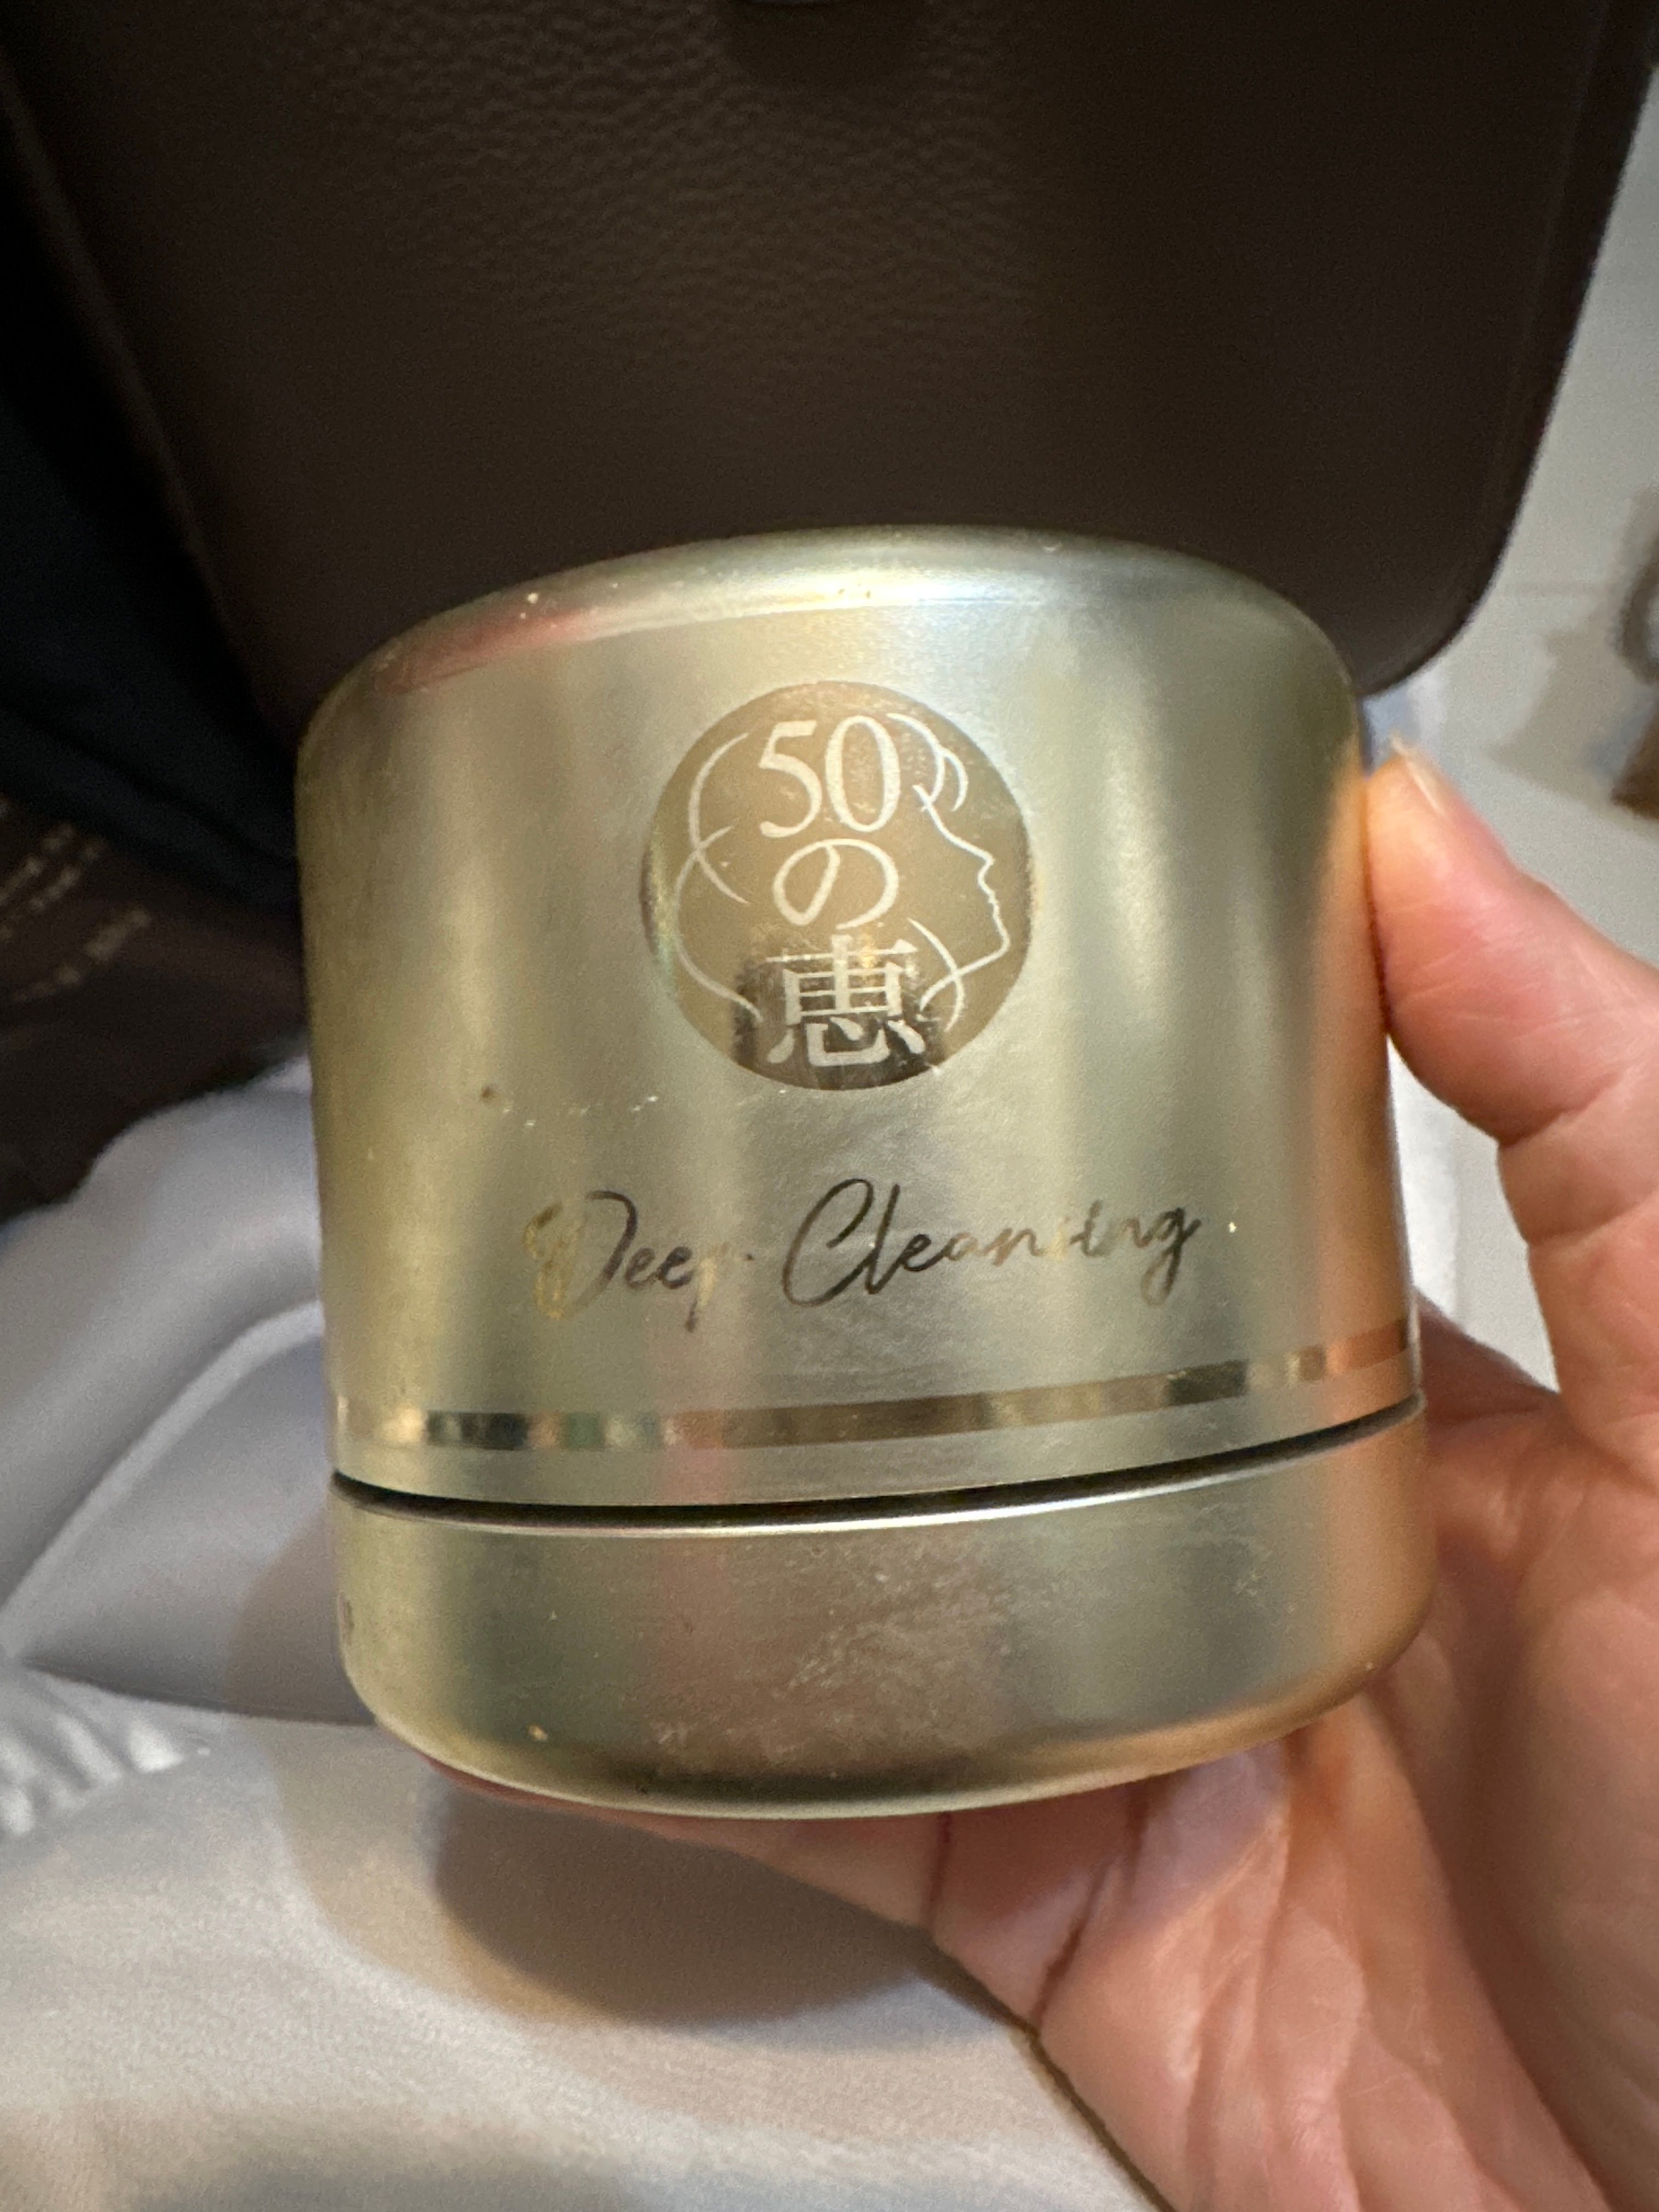 50
の
恵
Deep Cleansing